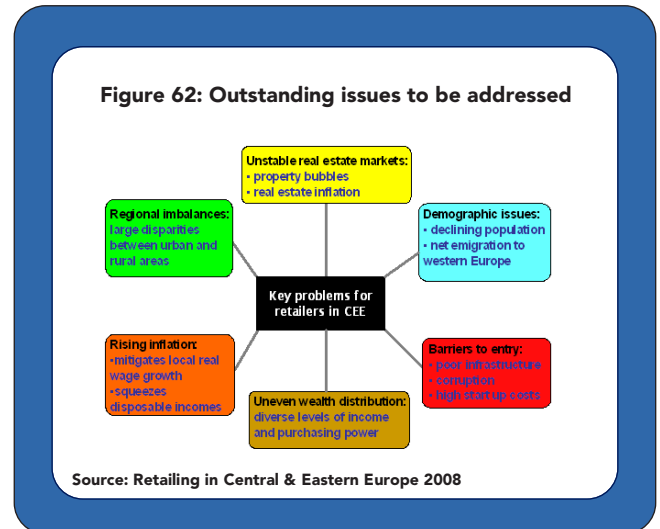 Figure 62: Outstanding issues to be addressed
Unstable real estate markets:
• property bubbles
• real estate inflation
Regional imbalances:
large disparities
between urban and
rural areas
Demographic issues:
• declining population
• net emigration to
western Europe
Key problems for
retailers in CEE
Rising inflation:
•mitigates local real
wage growth
•squeezes
disposable incomes
Uneven wealth distribution:
diverse levels of income
and purchasing power
Barriers to entry:
• poor infrastructure
• corruption
• high start up costs
Source: Retailing in Central & Eastern Europe 2008